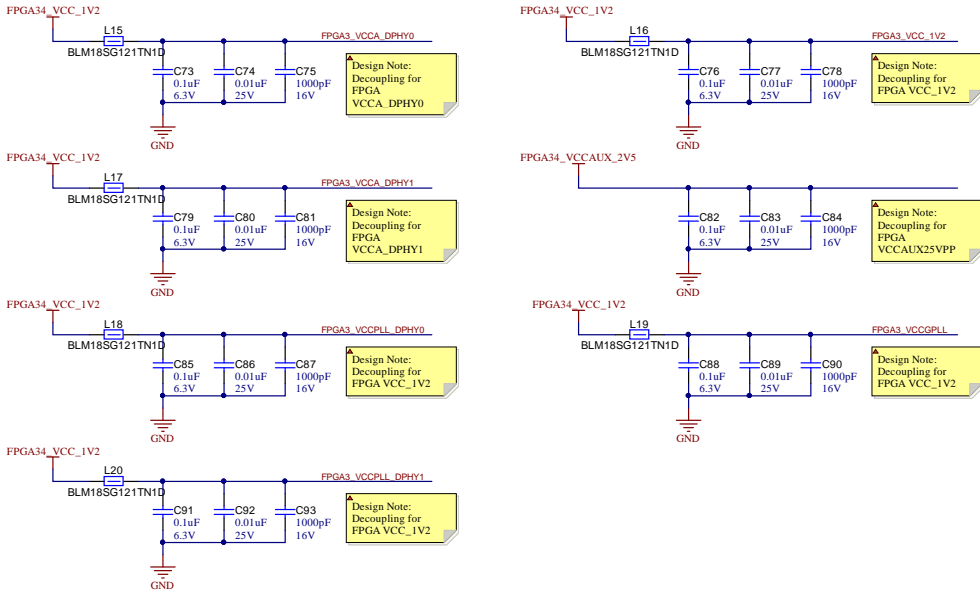 FPGA34_VCC_1V2
L15
BLM18SG121TN1D
FPGA3_VCCA_DPHY0
C73
0.1uF
6.3V
C74
0.01uF
25V
C75
1000pF
16V
Design Note:
Decoupling for
FPGA
VCCA_DPHY0
GND
FPGA34_VCC_1V2
L16
BLM18SG121TN1D
FPGA3_VCC_1V2
C76
0.1uF
6.3V
C77
0.01uF
25V
C78
1000pF
16V
Design Note:
Decoupling for
FPGA VCC_1V2
GND
FPGA34_VCC_1V2
L17
BLM18SG121TN1D
FPGA3_VCCA_DPHY1
C79
0.1uF
6.3V
C80
0.01uF
25V
C81
1000pF
16V
Design Note:
Decoupling for
FPGA
VCCA_DPHY1
GND
FPGA34_VCCAUX_2V5
C82
0.1uF
6.3V
C83
0.01uF
25V
C84
1000pF
16V
Design Note:
Decoupling for
FPGA
VCCAUX25VPP
GND
FPGA34_VCC_1V2
L18
BLM18SG121TN1D
FPGA3_VCCPLL_DPHY0
C85
0.1uF
6.3V
C86
0.01uF
25V
C87
1000pF
16V
Design Note:
Decoupling for
FPGA VCC_1V2
GND
FPGA34_VCC_1V2
L19
BLM18SG121TN1D
FPGA3_VCCGPLL
C88
0.1uF
6.3V
C89
0.01uF
25V
C90
1000pF
16V
Design Note:
Decoupling for
FPGA VCC_1V2
GND
FPGA34_VCC_1V2
L20
BLM18SG121TN1D
FPGA3_VCCPLL_DPHY1
C91
0.1uF
6.3V
C92
0.01uF
25V
C93
1000pF
16V
Design Note:
Decoupling for
FPGA VCC_1V2
GND